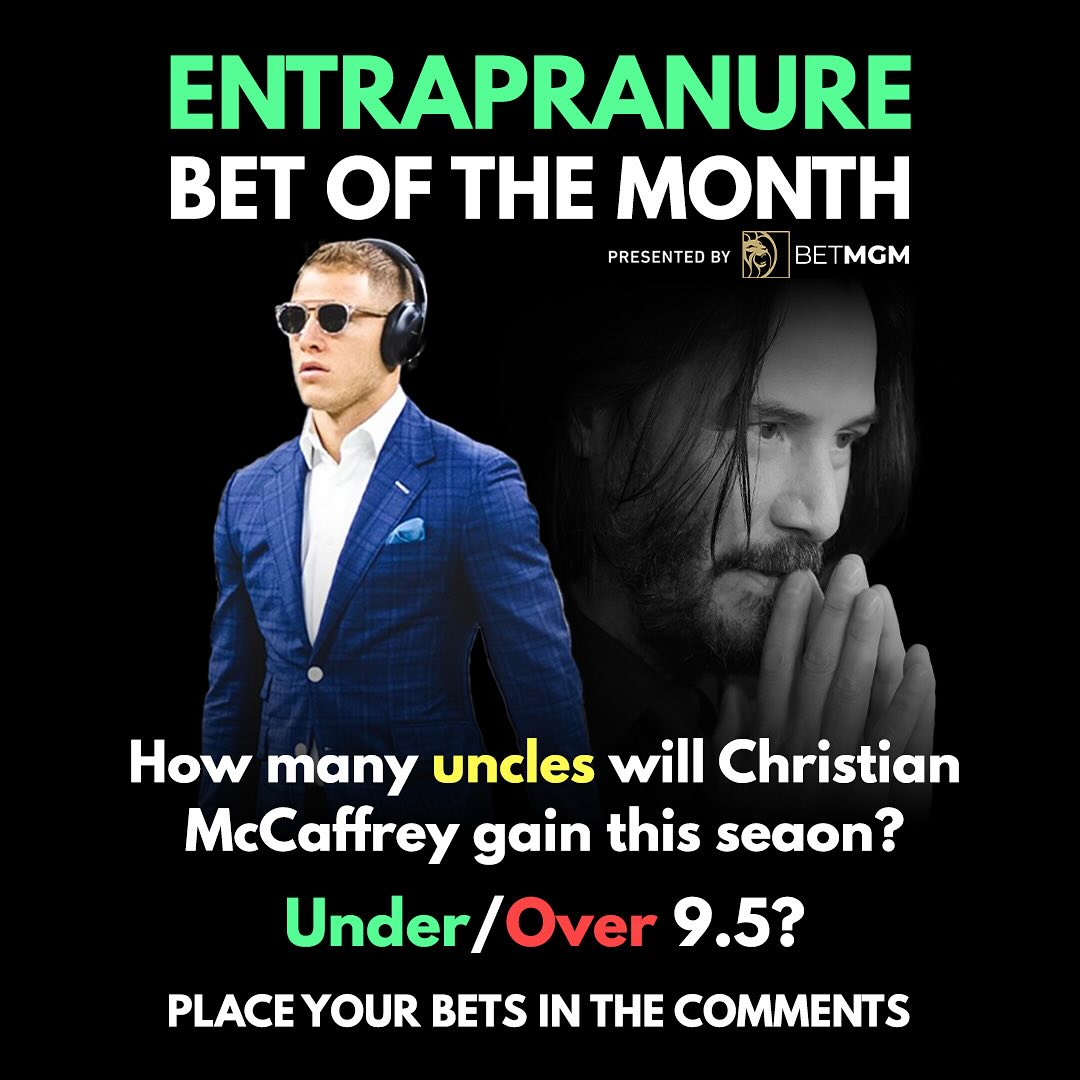 ENTRAPRANURE
BET OF THE MONTH
PRESENTED BY BETMGM
How many uncles will Christian
McCaffrey gain this seaon?
Under/Over 9.5?
PLACE YOUR BETS IN THE COMMENTS